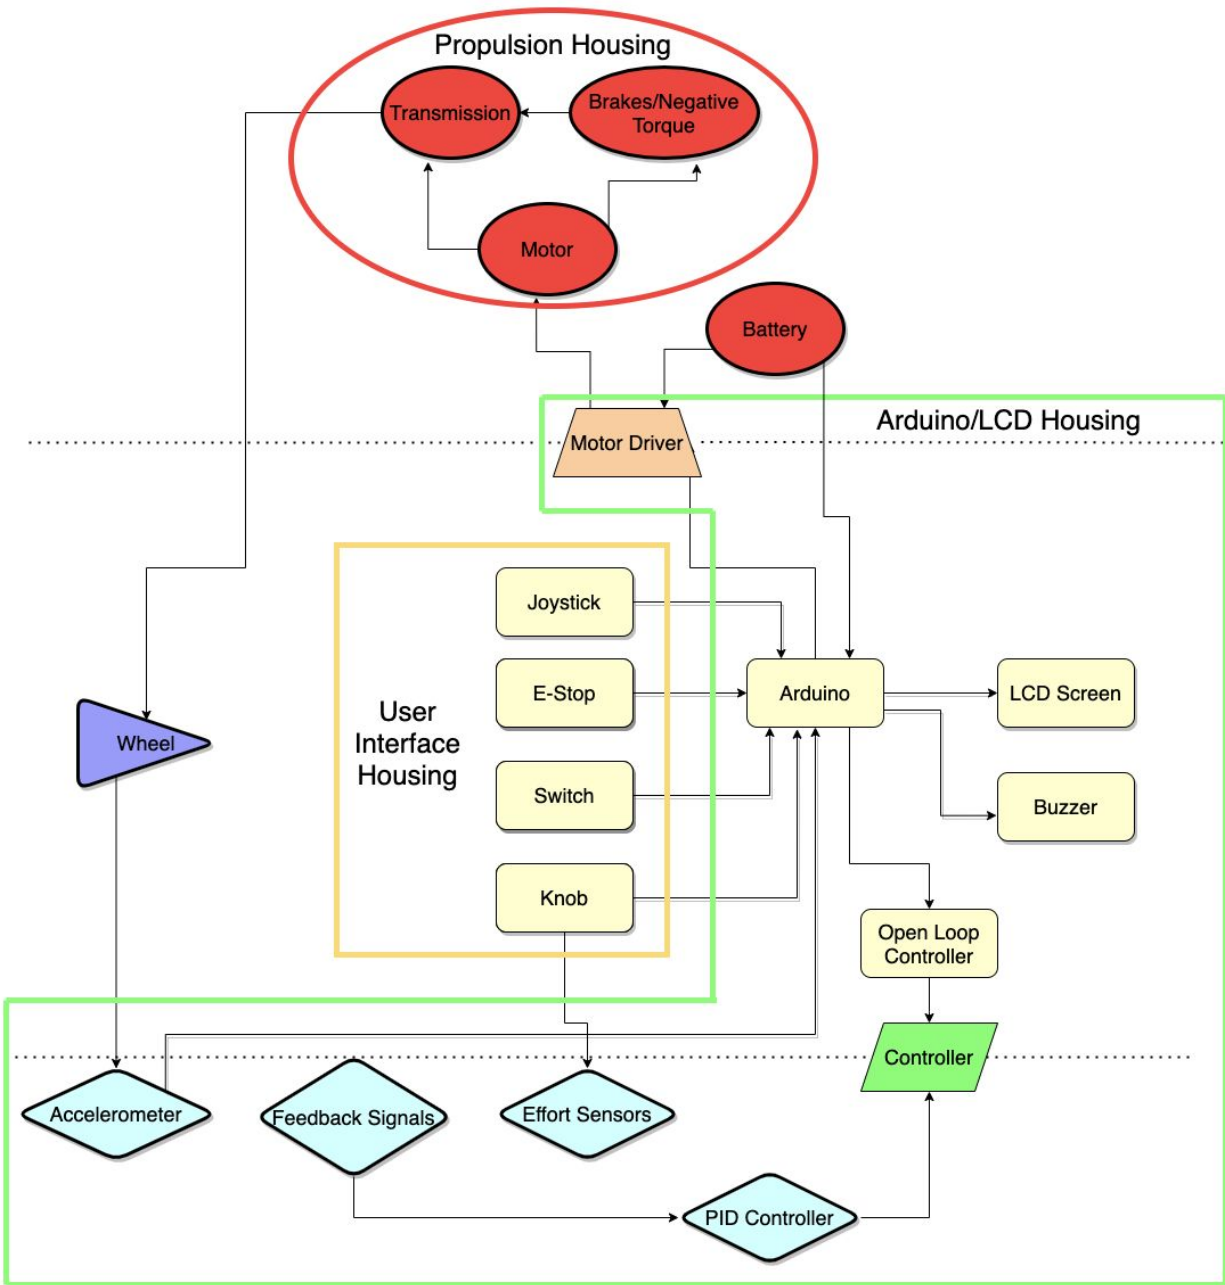 Propulsion Housing
Transmission
Brakes/Negative
Torque
Motor
Battery
Arduino/LCD Housing
Motor Driver
Joystick
E-Stop
Arduino
LCD Screen
User
Interface
Housing
Wheel
Switch
Buzzer
Knob
Open Loop
Controller
Controller
Accelerometer
Feedback Signals
Effort Sensors
PID Controller